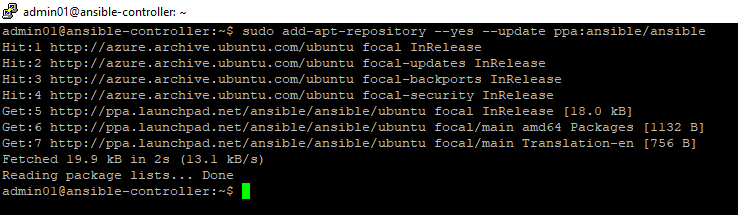 admin01@ansible-controller: ~
admin01@ansible-controller:~$ sudo add-apt-repository --yes --update ppa:ansible/ansible
Hit:1 http://azure.archive.ubuntu.com/ubuntu focal InRelease
Hit:2 http://azure.archive.ubuntu.com/ubuntu focal-updates InRelease
Hit:3 http://azure.archive.ubuntu.com/ubuntu focal-backports InRelease
Hit:4 http://azure.archive.ubuntu.com/ubuntu focal-security InRelease
Get:5 http://ppa.launchpad.net/ansible/ansible/ubuntu focal InRelease [18.0 kB]
Get:6 http://ppa.launchpad.net/ansible/ansible/ubuntu focal/main amd64 Packages [1132 B]
Get:7 http://ppa.launchpad.net/ansible/ansible/ubuntu focal/main Translation-en [756 B]
Fetched 19.9 kB in 2s (13.1 kB/s)
Reading package lists... Done
admin01@ansible-controller:~$